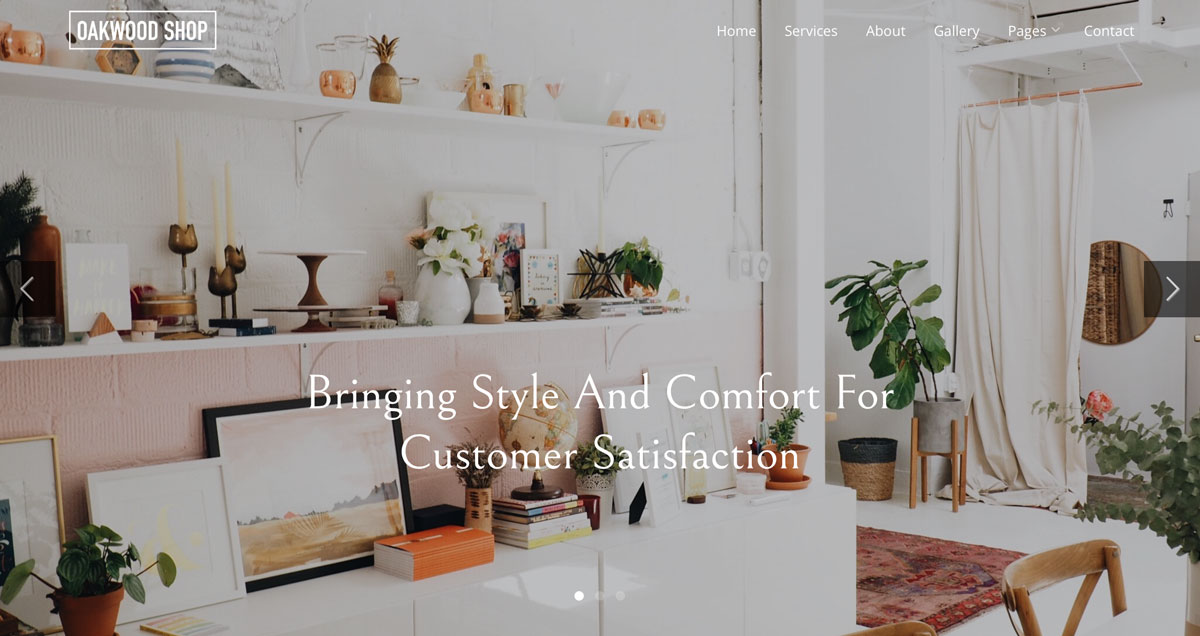 OAKWOOD SHOP
Home Services About Gallery Pages Contact
Bringing Style And Comfort For
Customer Satisfaction